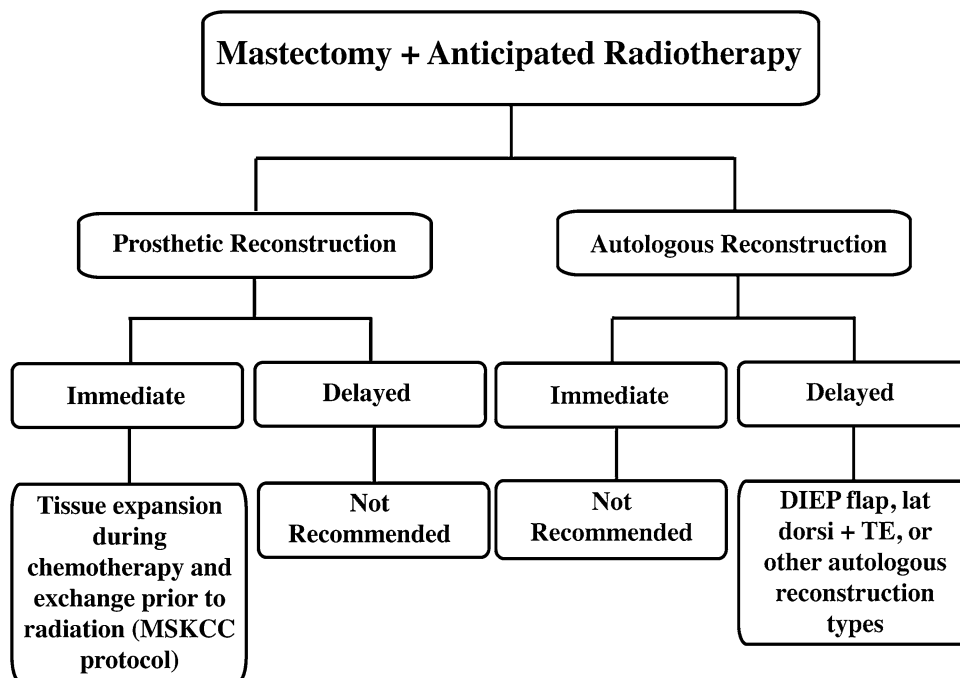 Mastectomy + Anticipated Radiotherapy
Prosthetic Reconstruction
Autologous Reconstruction
Immediate
Delayed
Immediate
Delayed
Tissue expansion
during
chemotherapy and
exchange prior to
radiation (MSKCC
protocol)
Not
Recommended
Not
Recommended
DIEP flap, lat
dorsi + TE, or
other autologous
reconstruction
types